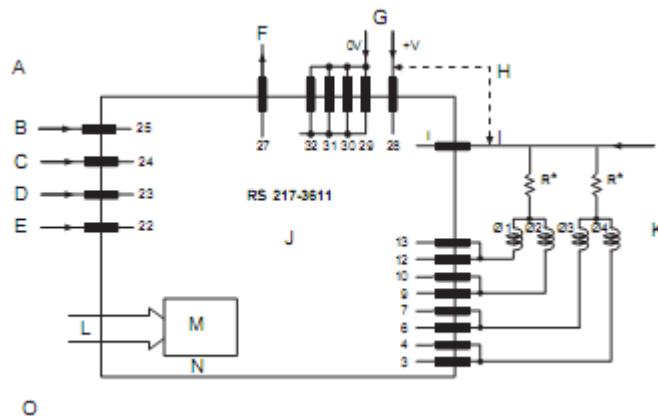 G
F
0V +V
A
H
B 25
27 32 31 30 29 28 I I
C 24
R* R*
D 23
RS 217-3611
E 22
Ø1 Ø2 Ø3 Ø4 K
J
13
12
10
9
7
L M
6
N
4
3
O